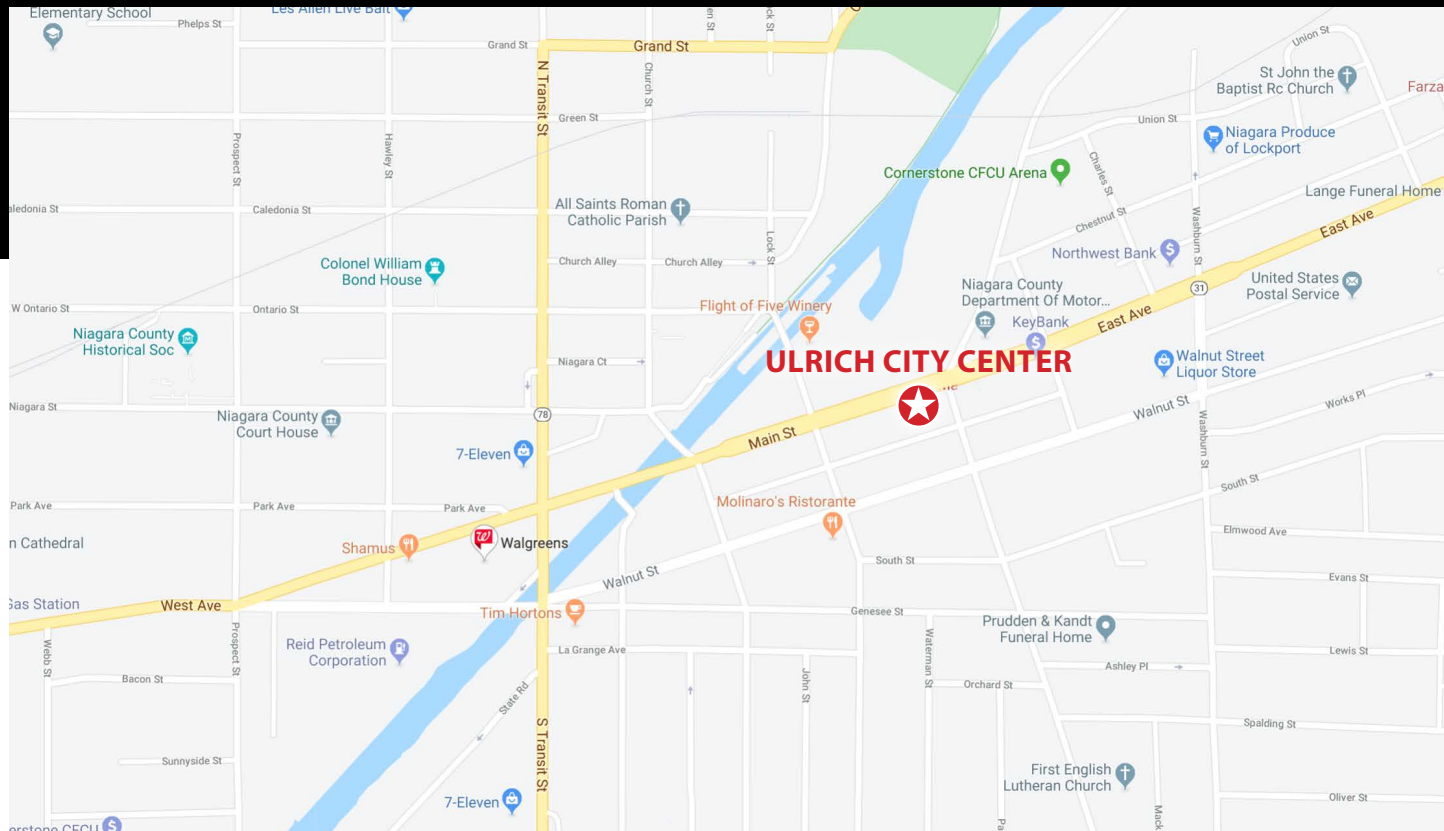 Elementary School
Phelps St
Les Allen Live Bait
Grand St
Grand St
N Transit St
Church St
Lock St
Union St
St John the
Baptist Rc Church
Farza
Green St
Union St
Niagara Produce
of Lockport
Prospect St
Hawley St
Cornerstone CFCU Arena
Charles St
Lange Funeral Home
All Saints Roman
Catholic Parish
aledonia St
Caledonia St
Chestnut St
Washburn St
East Ave
Lock St
Northwest Bank
Colonel William
Bond House
Church Alley
Church Alley
Niagara County
Department Of Motor...
31
United States
Postal Service
W Ontario St
Ontario St
Flight of Five Winery
KeyBank
East Ave
Niagara County
Historical Soc
Niagara Ct
ULRICH CITY CENTER
Walnut Street
Liquor Store
Niagara St
Niagara County
Court House
78
Walnut St
Works Pl
7-Eleven
Main St
Washburn St
South St
Park Ave
Park Ave
Park Ave
Molinaro's Ristorante
n Cathedral
Shamus
Walgreens
Elmwood Ave
South St
Walnut St
Evans St
Gas Station
West Ave
Tim Hortons
Genesee St
Prudden & Kandt
Funeral Home
Webb St
Prospect St
Reid Petroleum
Corporation
La Grange Ave
Waterman St
Lewis St
Ashley Pl
Bacon St
State Rd
John St
Orchard St
S Transit St
Spalding St
Sunnyside St
First English
Lutheran Church
7-Eleven
Oliver St
erstone CFCU
Pa
Mack